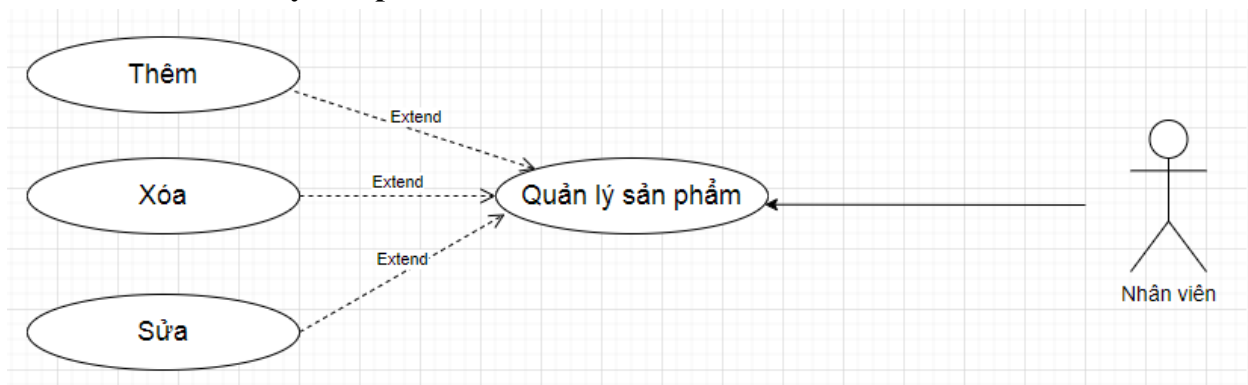 Thêm
Extend
Xóa
Extend
Quản lý sản phẩm
Extend
Sửa
Nhân viên